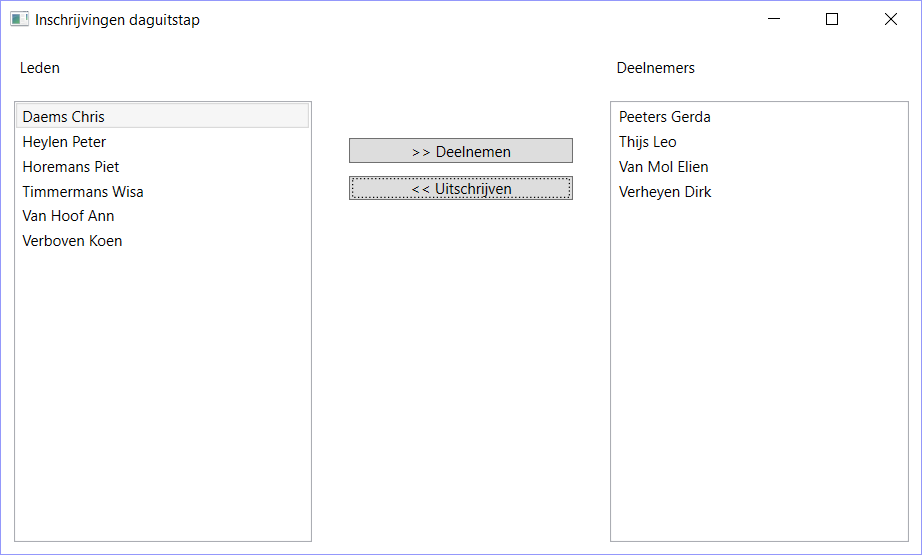 Inschrijvingen daguitstap
Leden
Daems Chris
Heylen Peter
Horemans Piet
Timmermans Wisa
Van Hoof Ann
Verboven Koen
>> Deelnemen
<< Uitschrijven
Deelnemers
Peeters Gerda
Thijs Leo
Van Mol Elien
Verheyen Dirk